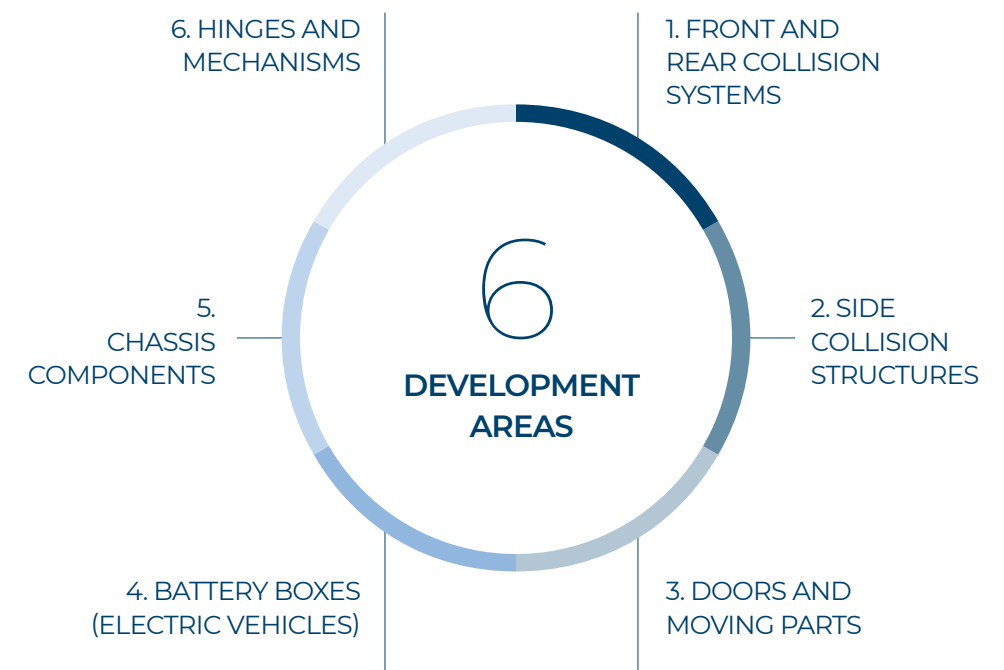 6. HINGES AND
MECHANISMS
1. FRONT AND
REAR COLLISION
SYSTEMS
6
DEVELOPMENT
AREAS
5.
CHASSIS
COMPONENTS
2. SIDE
COLLISION
STRUCTURES
4. BATTERY BOXES
(ELECTRIC VEHICLES)
3. DOORS AND
MOVING PARTS